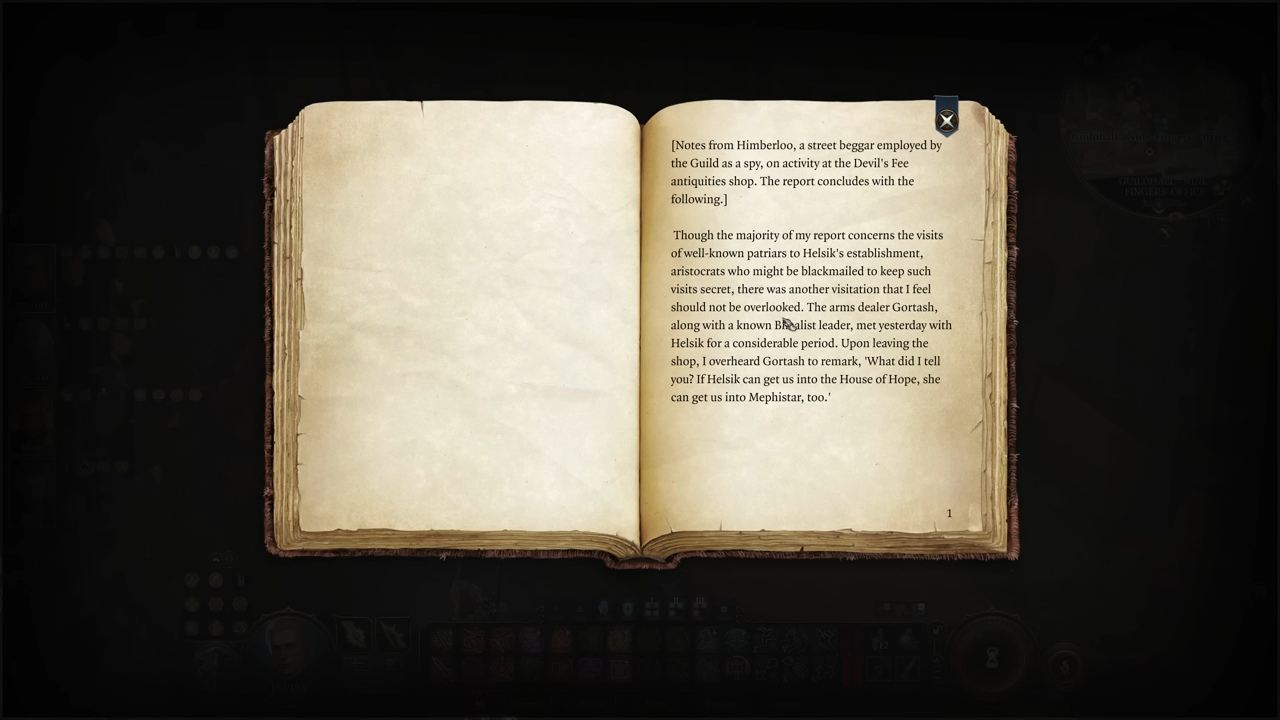 [Notes from Himberloo, a street beggar employed by
the Guild as a spy, on activity at the Devil's Fee
antiquities shop. The report concludes with the
following.]
Though the majority of my report concerns the visits
of well-known patriars to Helsik's establishment,
aristocrats who might be blackmailed to keep such
visits secret, there was another visitation that I feel
should not be overlooked. The arms dealer Gortash,
along with a known leader, met yesterday with
Helsik for a considerable period. Upon leaving the
shop, I overheard Gortash to remark, 'What did I tell
you? If Helsik can get us into the House of Hope, she
can get us into Mephistar, too.'
1